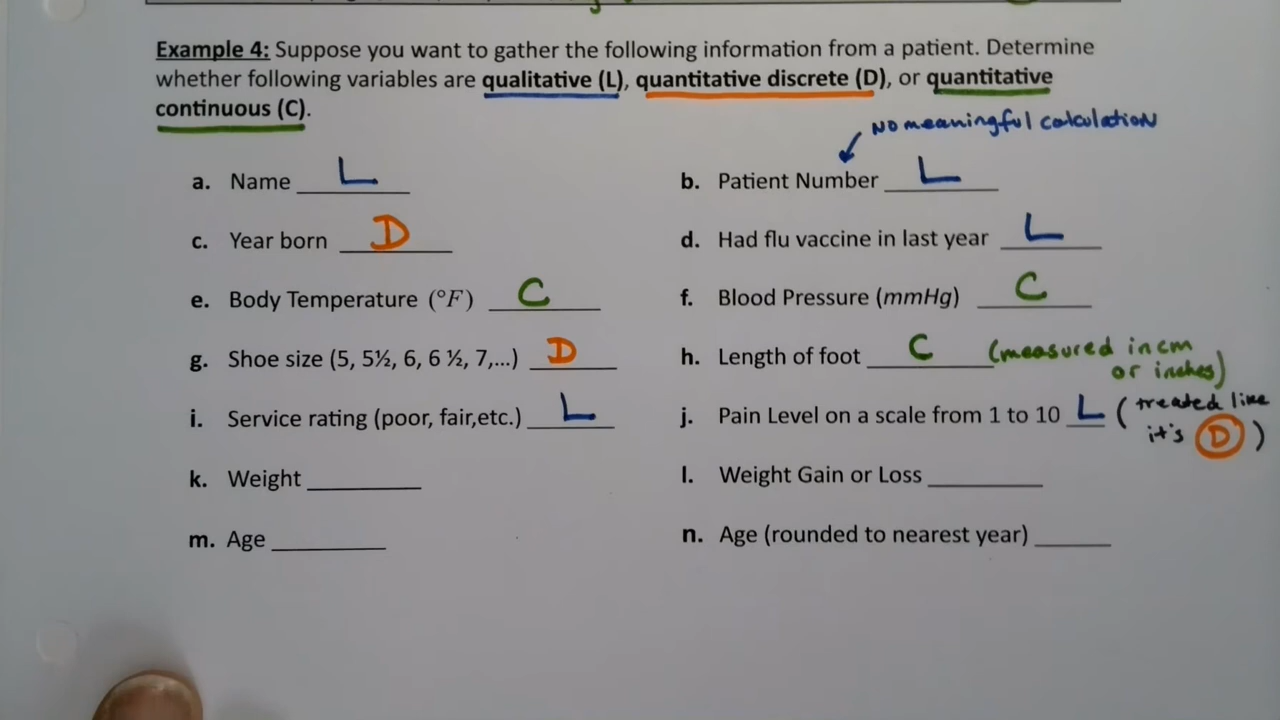 Example 4: Suppose you want to gather the following information from a patient. Determine
whether following variables are qualitative (L), quantitative discrete (D), or quantitative
continuous (C).
No meaningful calculation
a. Name L
b. Patient Number L
c. Year born D
d. Had flu vaccine in last year L
e. Body Temperature (°F) C
f. Blood Pressure (mmHg) C
g. Shoe size (5, 5½, 6, 6 ½, 7,...) D
h. Length of foot C (measured in cm
or inches)
i. Service rating (poor, fair,etc.) L
j. Pain Level on a scale from 1 to 10 L (treated like
it's D)
k. Weight
l. Weight Gain or Loss
m. Age
n. Age (rounded to nearest year)